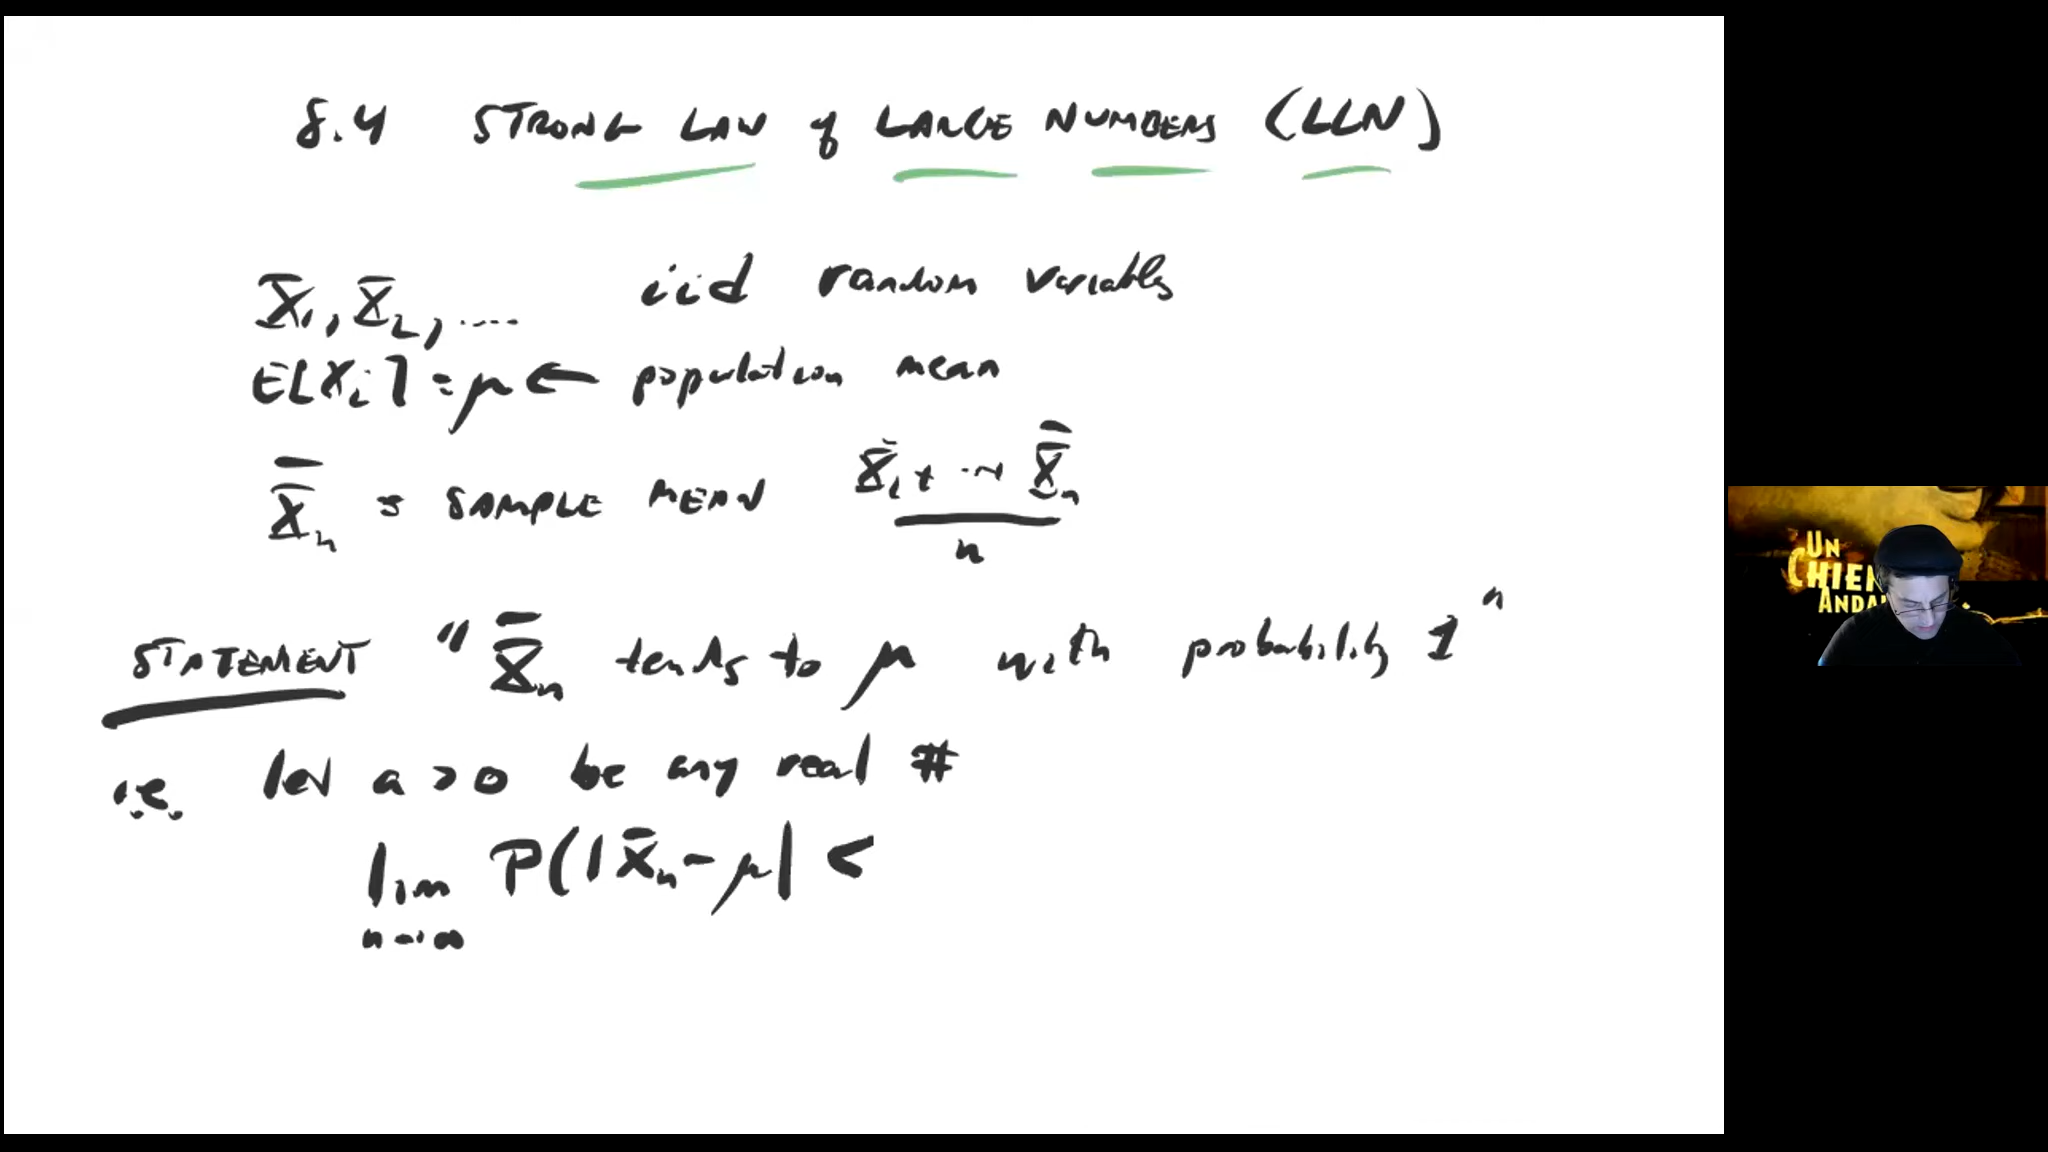 8.4 STRONG LAW of LARGE NUMBERS (LLN)
X₁, X₂, .... iid random variables
E[Xᵢ] = μ ← population mean
X̄ₙ = SAMPLE MEAN X₁ + ... X̄ₙ / n
STATEMENT "X̄ₙ tends to μ with probability 1"
i.e. let a > 0 be any real #
lim P(|X̄ₙ - μ| <
n→∞
UN
CHIEN
ANDA